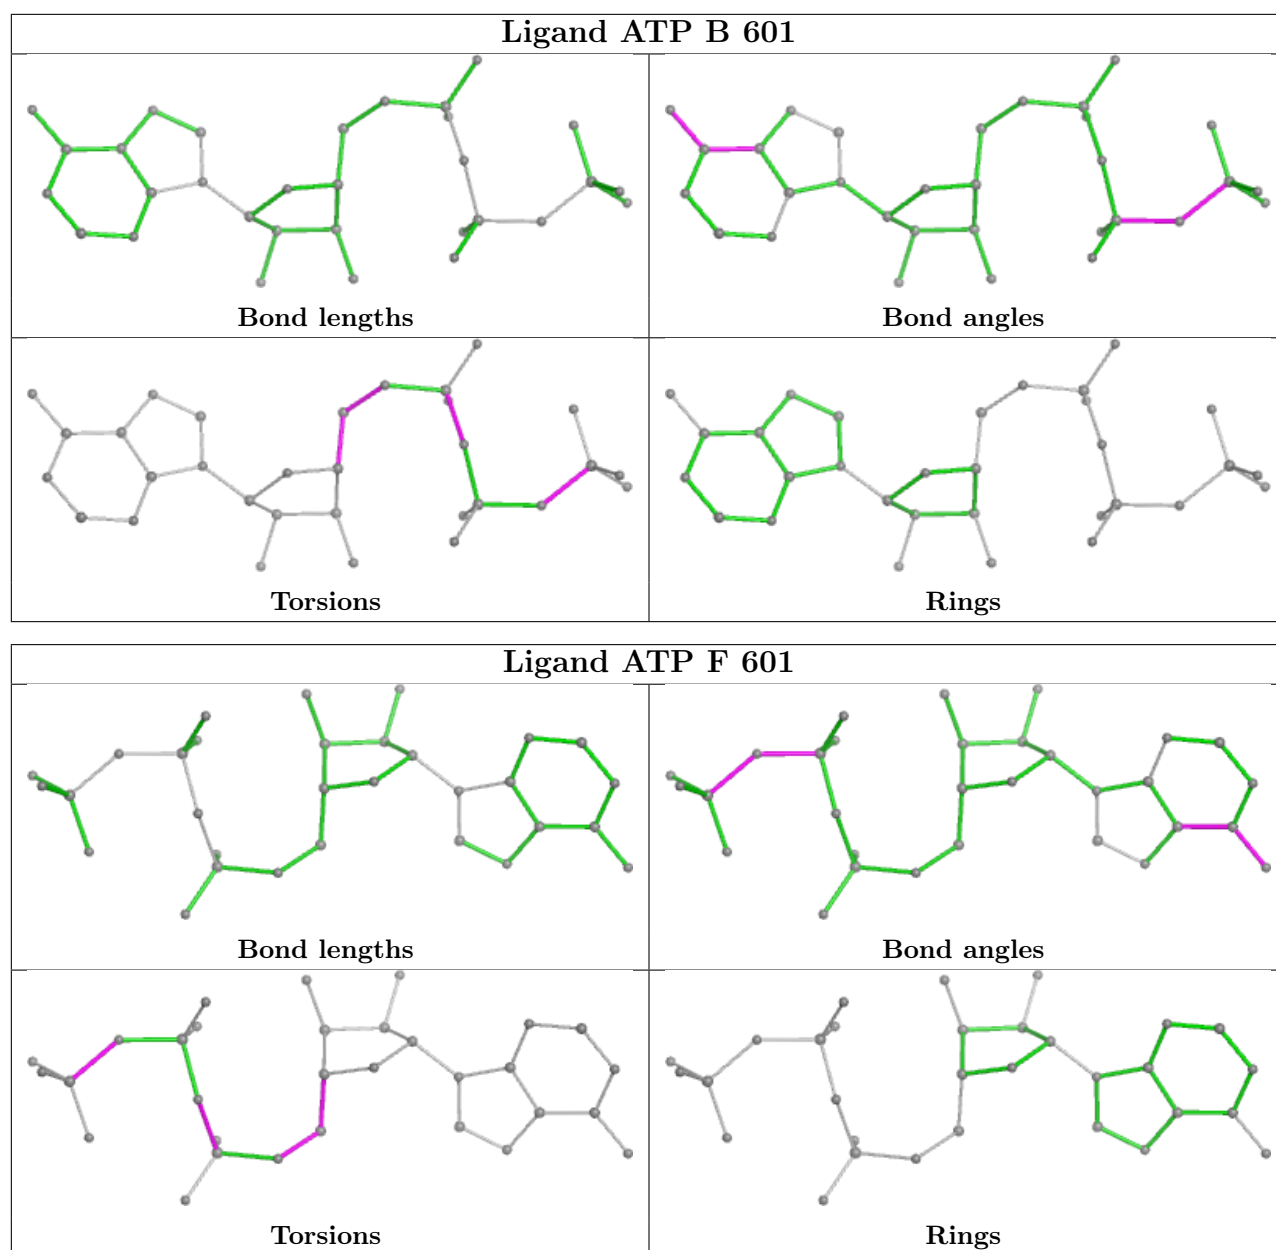 Ligand ATP B 601
Bond lengths
Bond angles
Torsions
Rings
Ligand ATP F 601
Bond lengths
Bond angles
Torsions
Rings